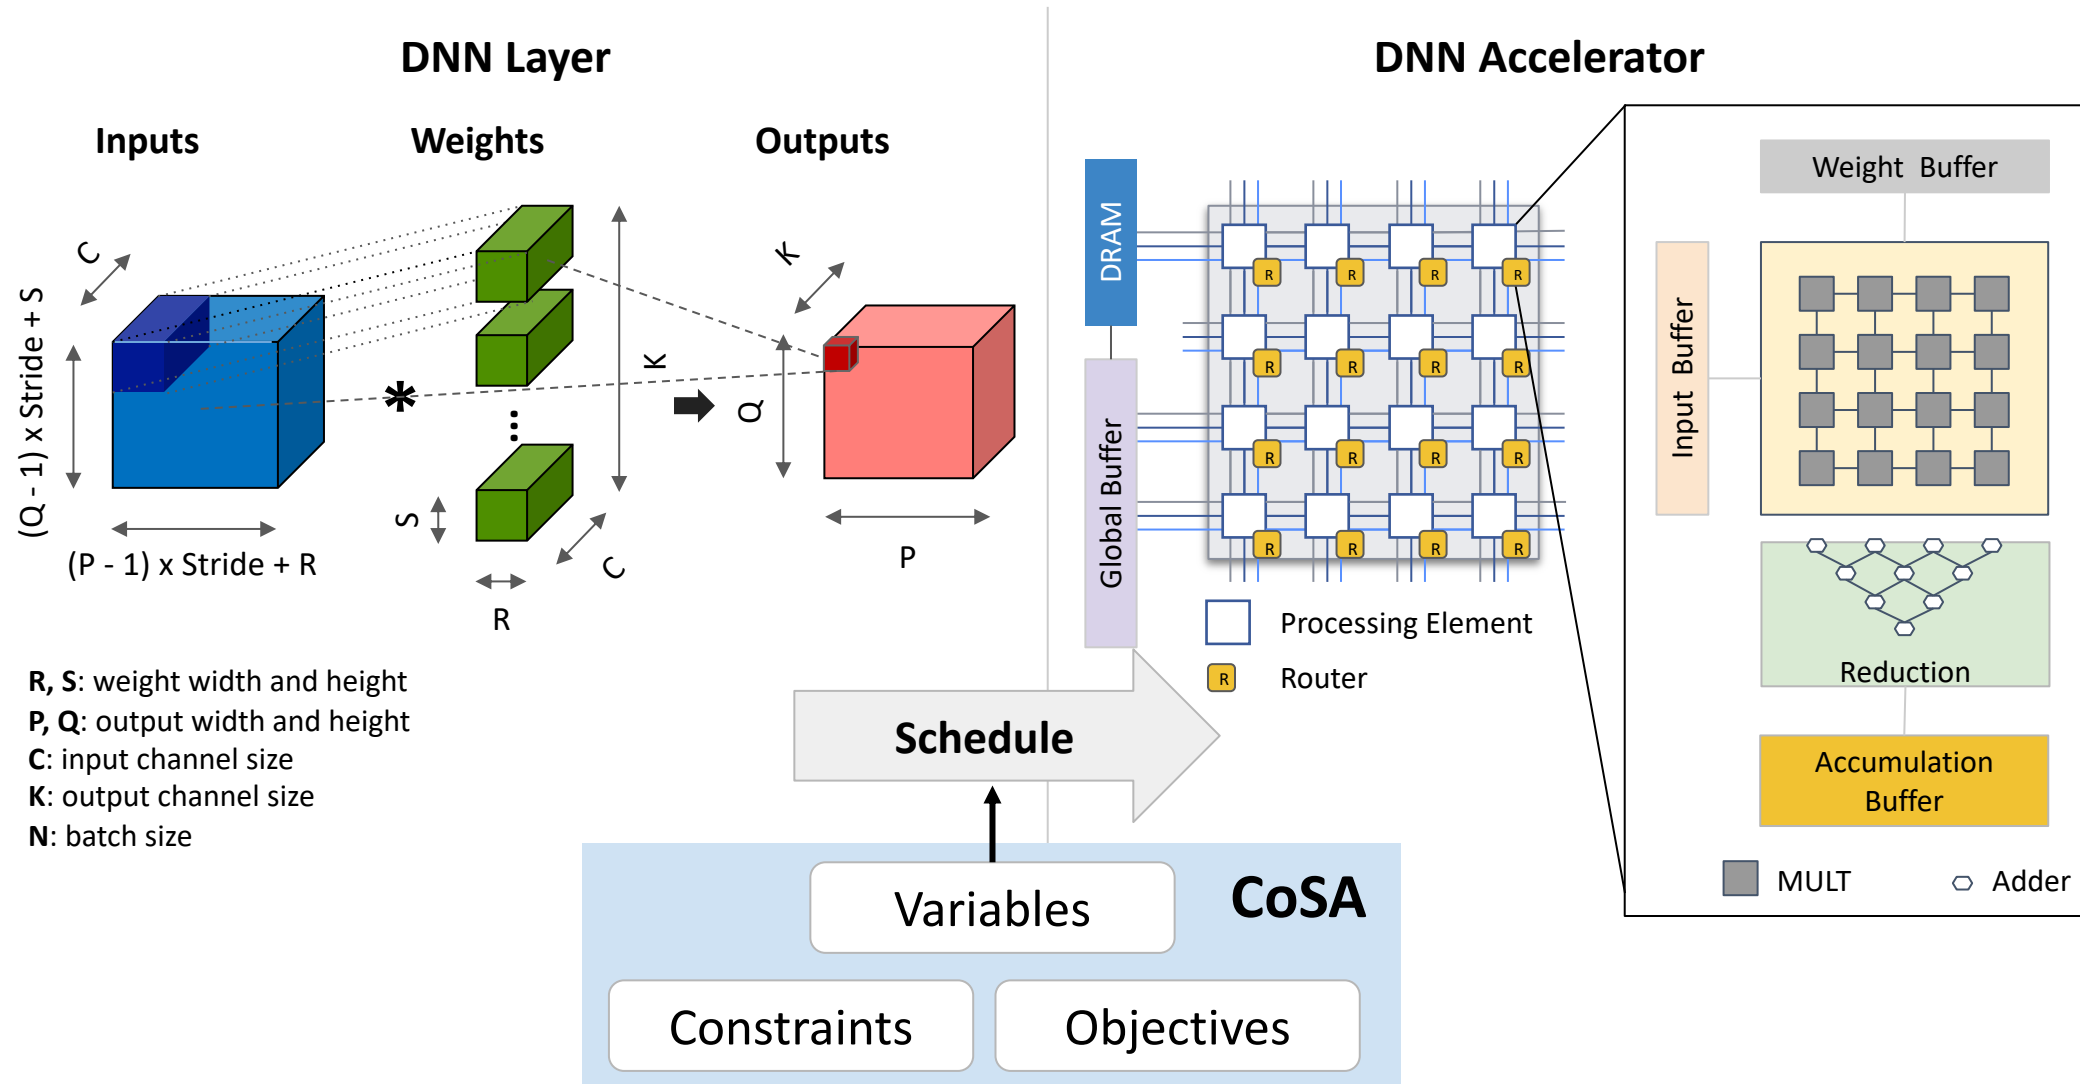 DNN Layer
DNN Accelerator
Inputs
Weights
Outputs
C
(Q - 1) x Stride + S
(P - 1) x Stride + R
*
...
K
S
R
C
K
Q
P
R, S: weight width and height
P, Q: output width and height
C: input channel size
K: output channel size
N: batch size
DRAM
Global Buffer
R R R R
R R R R
R R R R
R R R R
Processing Element
R Router
Weight Buffer
Input Buffer
Reduction
Accumulation
Buffer
MULT
Adder
Schedule
Variables
CoSA
Constraints
Objectives